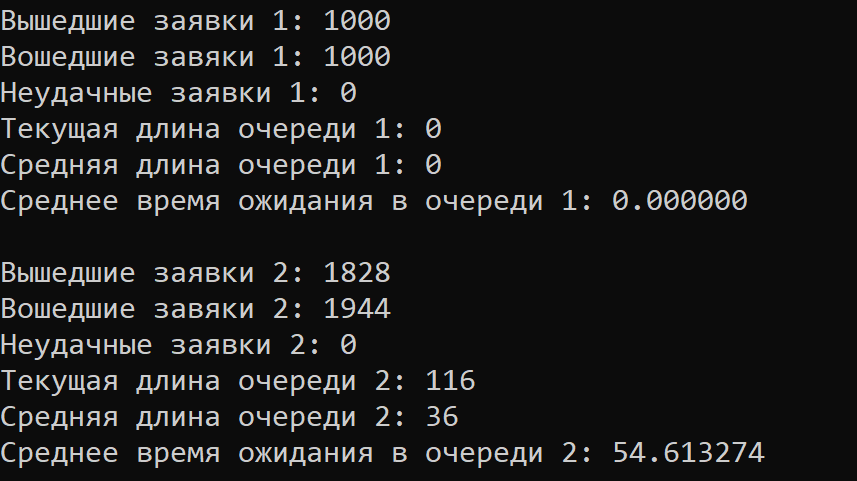 Вышедшие заявки 1: 1000
Вошедшие завяки 1: 1000
Неудачные заявки 1: 0
Текущая длина очереди 1: 0
Средняя длина очереди 1: 0
Среднее время ожидания в очереди 1: 0.000000
Вышедшие заявки 2: 1828
Вошедшие завяки 2: 1944
Неудачные заявки 2: 0
Текущая длина очереди 2: 116
Средняя длина очереди 2: 36
Среднее время ожидания в очереди 2: 54.613274